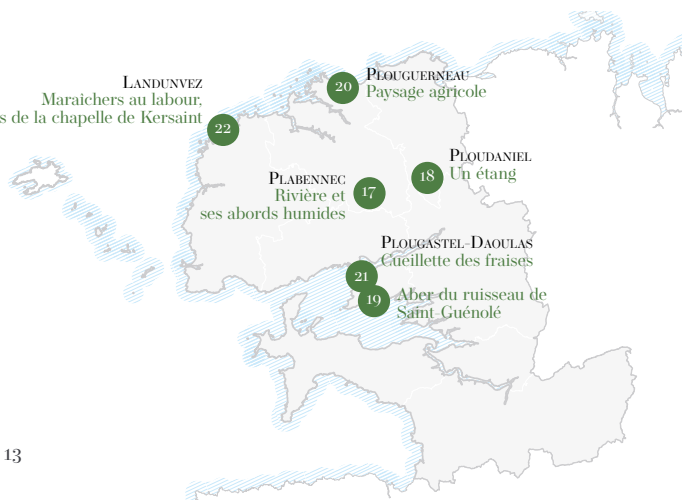 Landunvez
Maraichers au labour,
de la chapelle de Kersaint
22
20
Plouguerneau
Paysage agricole
Plabennec
Rivière et
ses abords humides
17
18
Ploudaniel
Un étang
Plougastel-Daoulas
Cueillette des fraises
21
19
Aber du ruisseau de
Saint-Guénolé
13